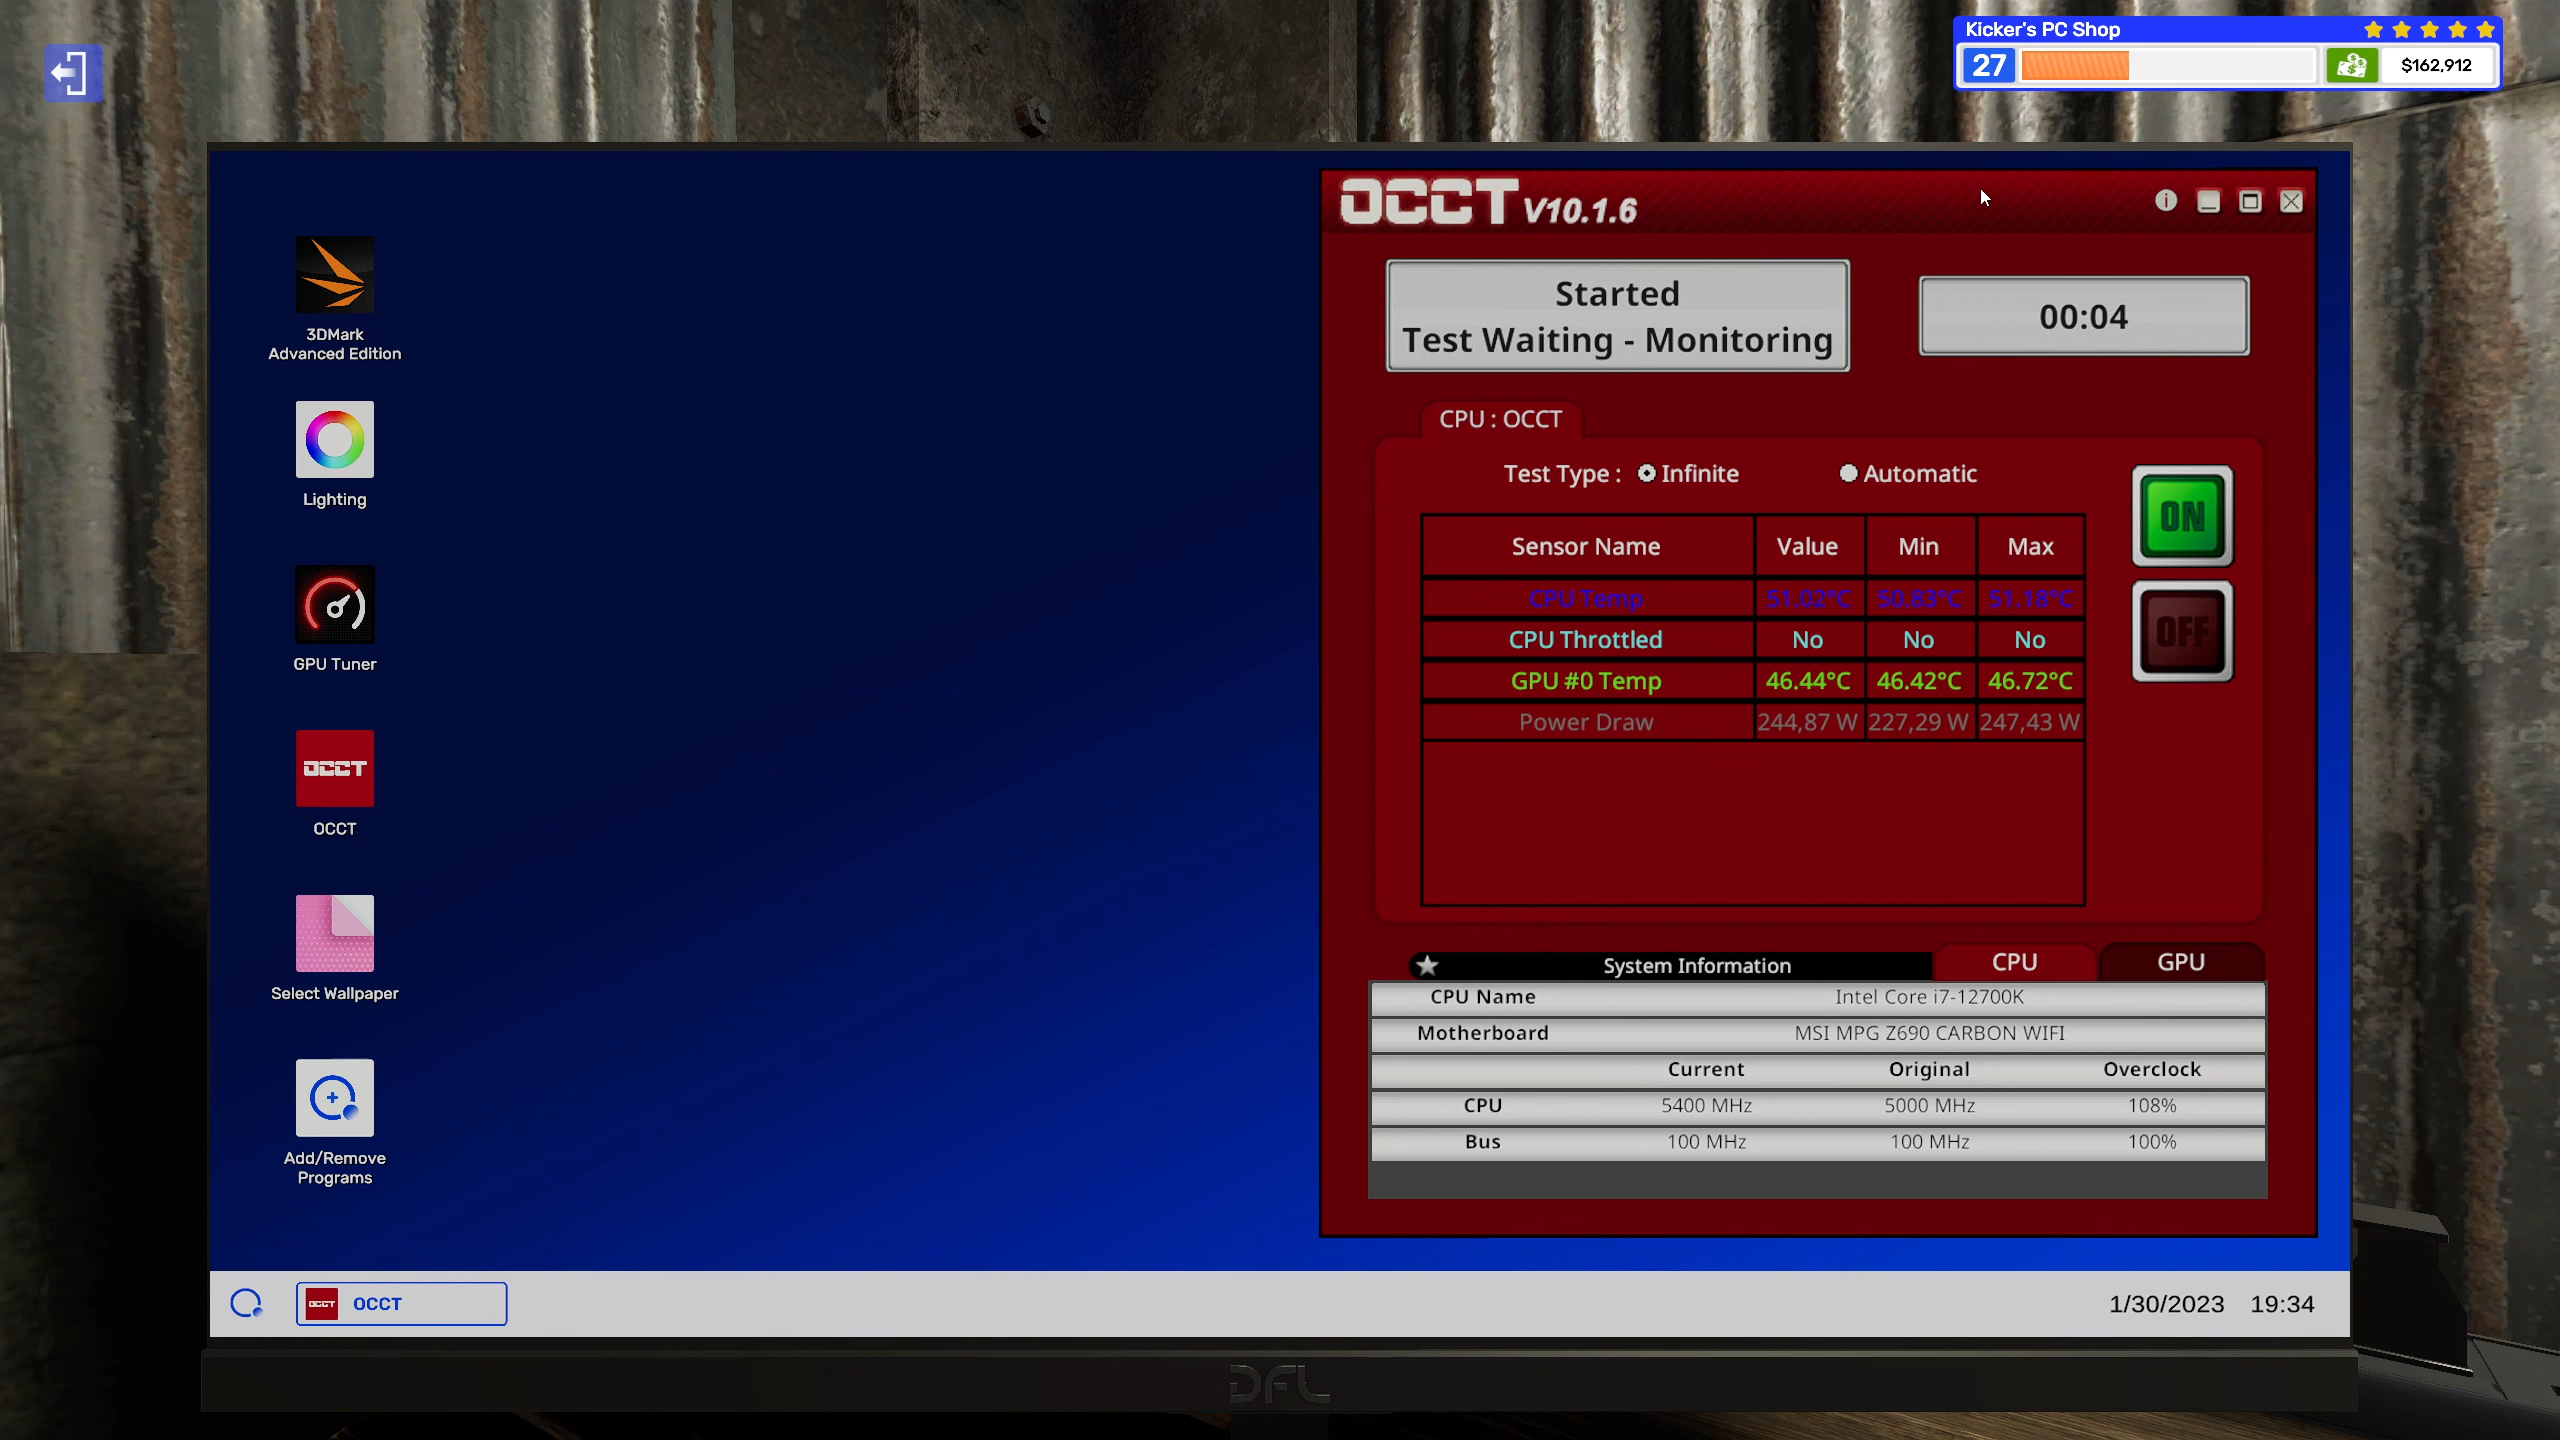 Kicker's PC Shop
27
$162,912
OCCT V10.1.6
Started
Test Waiting - Monitoring
00:04
CPU : OCCT
Test Type : Infinite Automatic
ON
OFF
Sensor Name Value Min Max
CPU Temp 51.02°C 50.83°C 51.18°C
CPU Throttled No No No
GPU #0 Temp 46.44°C 46.42°C 46.72°C
Power Draw 244,87 W 227,29 W 247,43 W
System Information CPU GPU
CPU Name Intel Core i7-12700K
Motherboard MSI MPG Z690 CARBON WIFI
Current Original Overclock
CPU 5400 MHz 5000 MHz 108%
Bus 100 MHz 100 MHz 100%
3DMark
Advanced Edition
Lighting
GPU Tuner
OCCT
OCCT
Select Wallpaper
Add/Remove
Programs
OCCT OCCT
1/30/2023 19:34
DFL